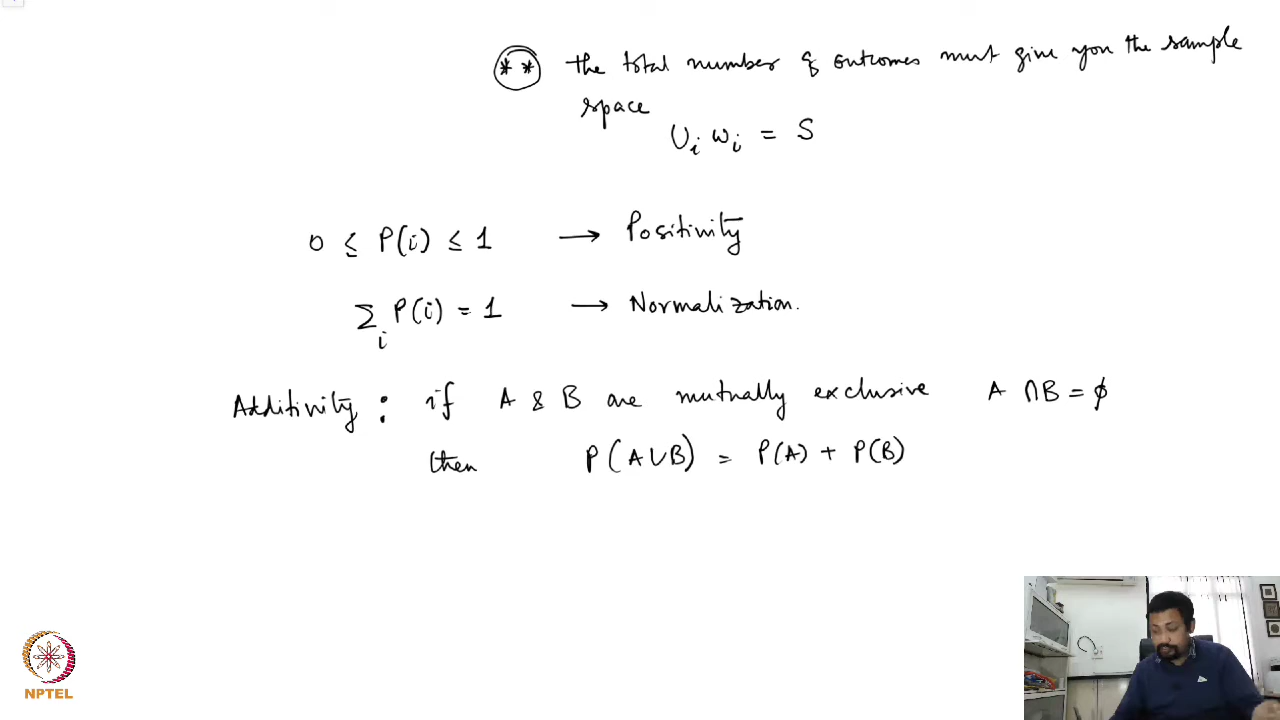 ** the total number of outcomes must give you the sample
space
∪i ωi = S
0 ≤ P(i) ≤ 1 → Positivity
∑i P(i) = 1 → Normalization.
Additivity : if A & B are mutually exclusive A ∩B = ϕ
then P(A∪B) = P(A) + P(B)
NPTEL